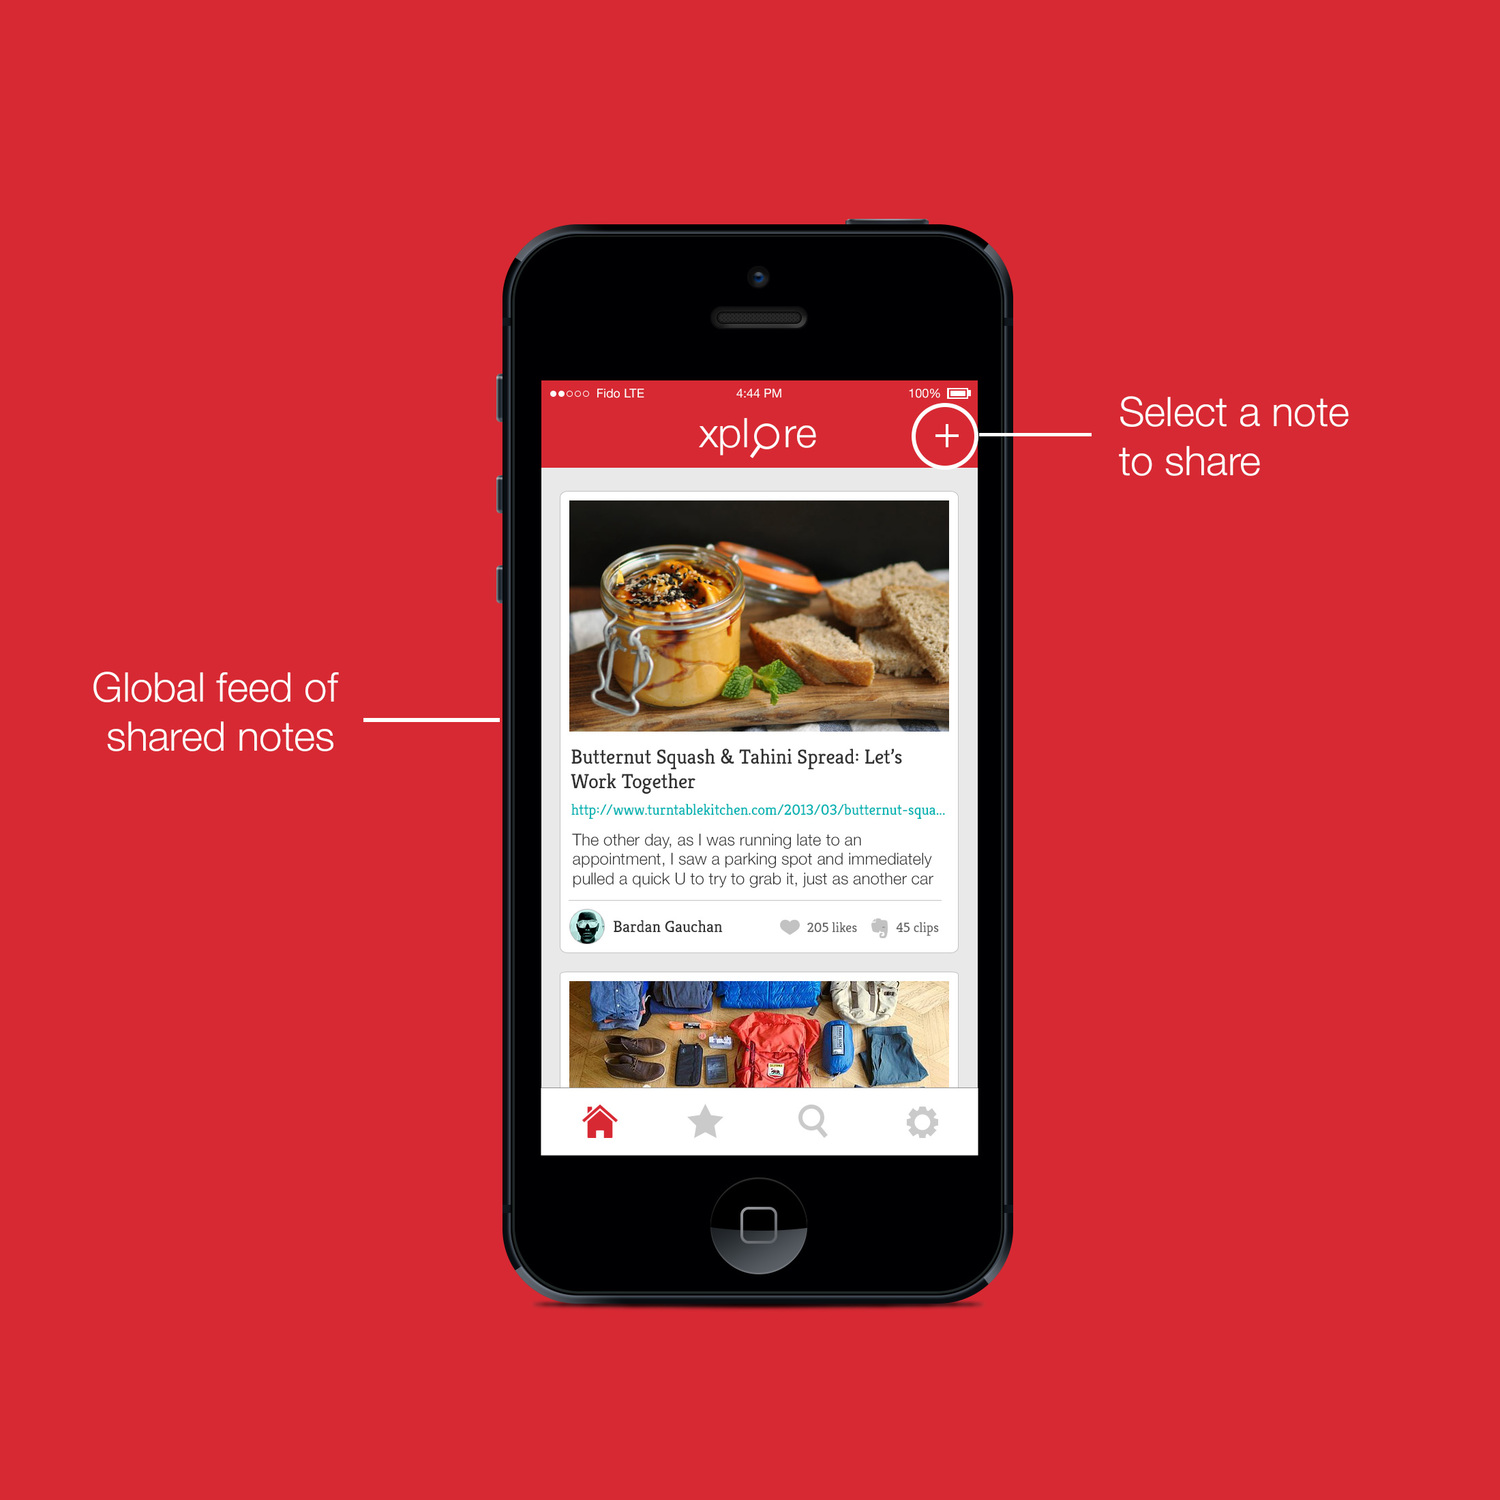 Fido LTE 4:44 PM 100%
xplore
Select a note
to share
Global feed of
shared notes
Butternut Squash & Tahini Spread: Let's
Work Together
http://www.turntablekitchen.com/2013/03/butternut-squa...
The other day, as I was running late to an
appointment, I saw a parking spot and immediately
pulled a quick U to try to grab it, just as another car
Bardan Gauchan 205 likes 45 clips